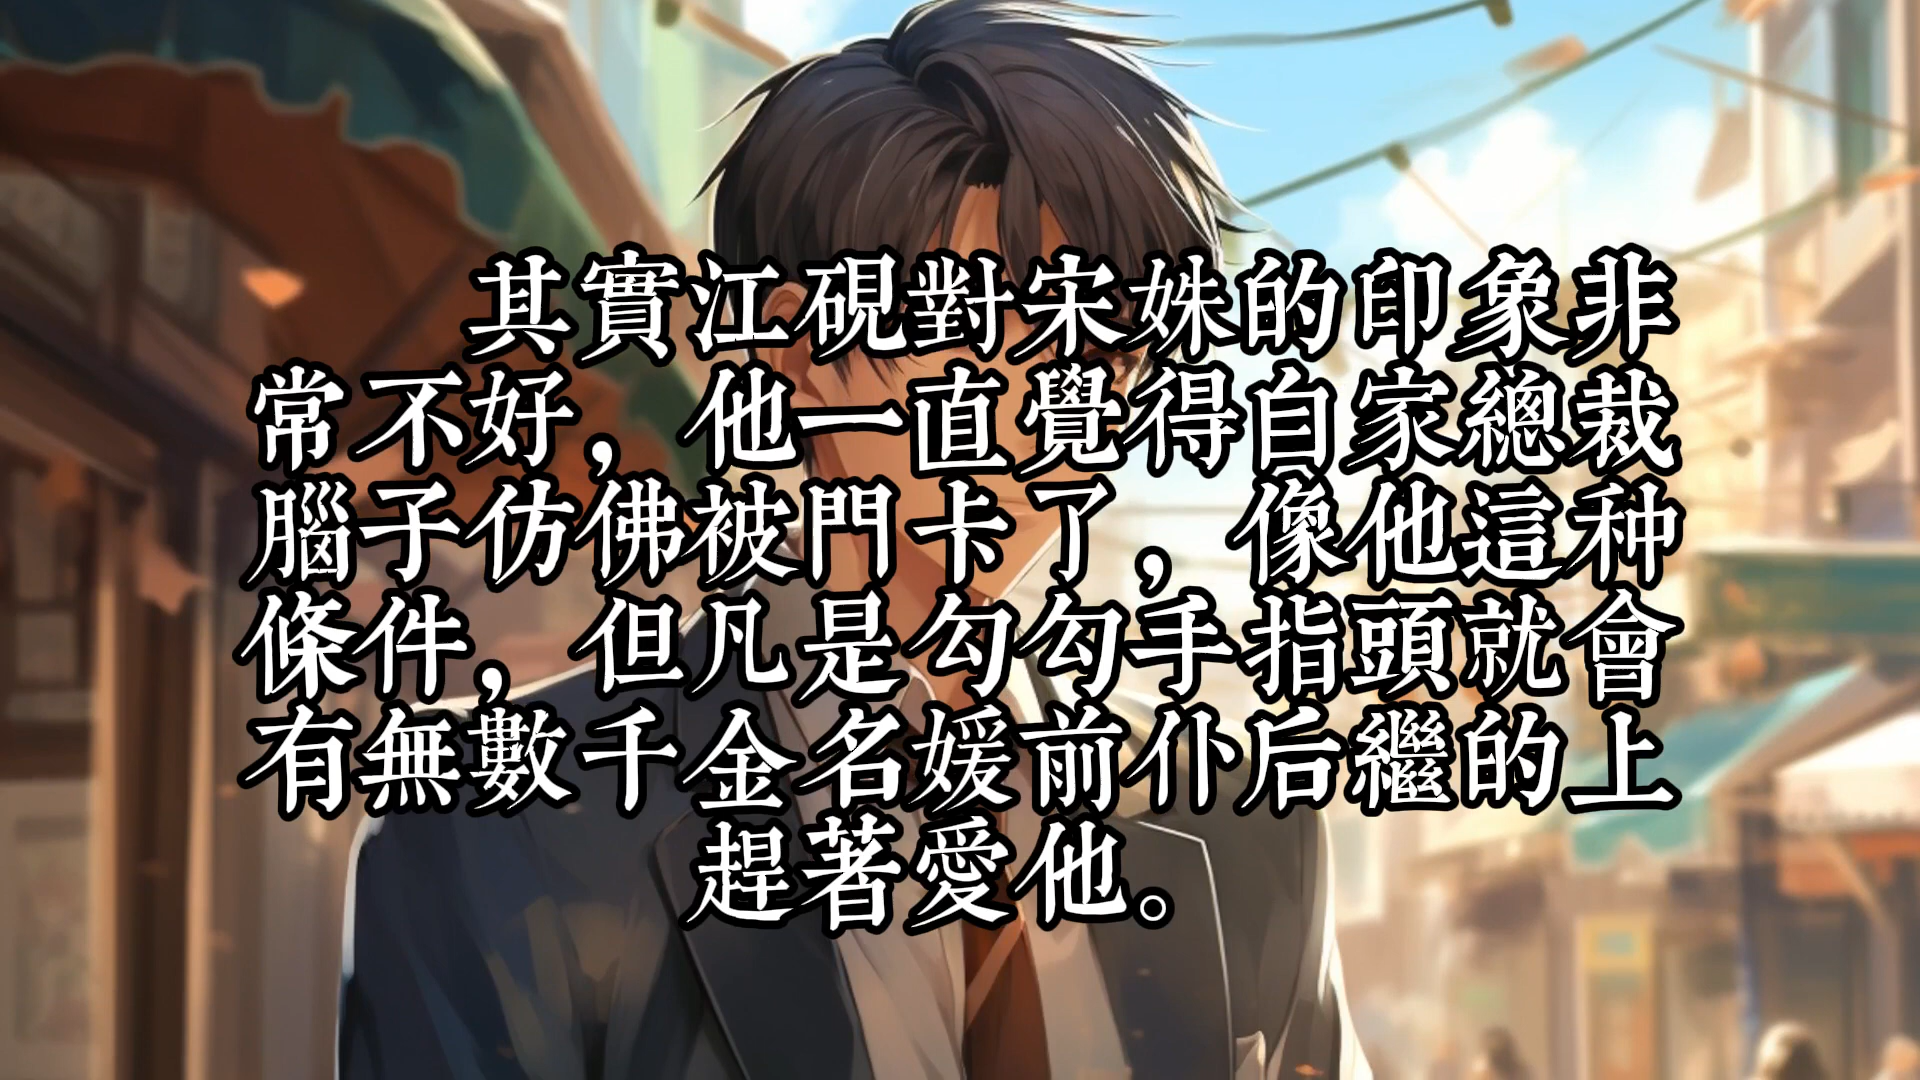 其實江硯對宋姝的印象非
常不好，他一直覺得自家總裁
腦子仿佛被門卡了，像他這种
條件，但凡是勾勾手指頭就會
有無數千金名媛前仆后繼的上
趕著愛他。